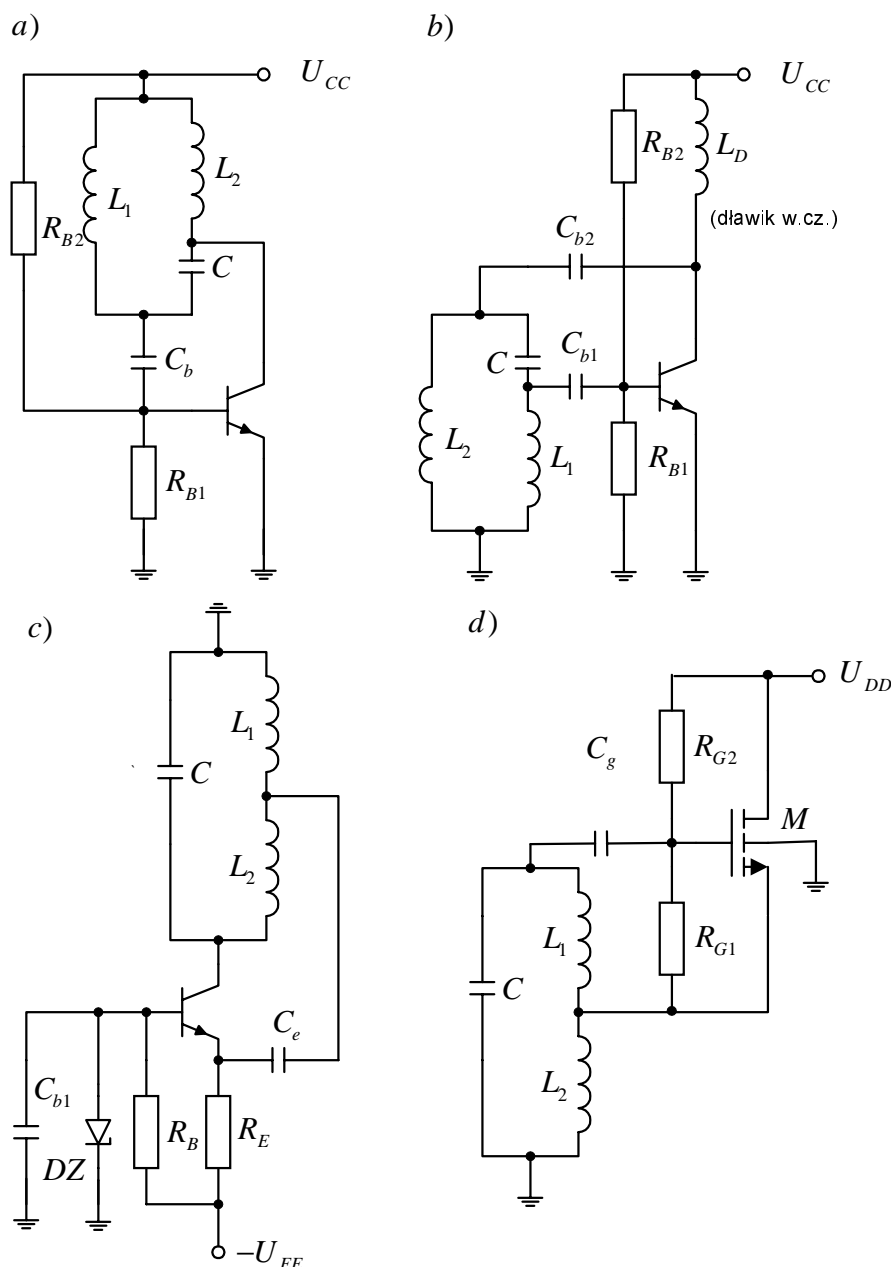 a)
U_CC
L_1
L_2
R_B2
C
C_b
R_B1
b)
U_CC
R_B2
L_D
(dławik w.cz.)
C_b2
C
C_b1
L_2
L_1
R_B1
c)
L_1
C
L_2
C_e
C_b1
DZ
R_B
R_E
–U_EE
d)
U_DD
C_g
R_G2
M
L_1
R_G1
C
L_2